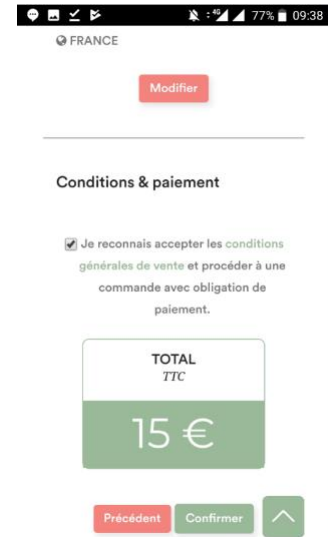 4G 77% 09:38
FRANCE
Modifier
Conditions & paiement
Je reconnais accepter les conditions
générales de vente et procéder à une
commande avec obligation de
paiement.
TOTAL
TTC
15 €
Précédent Confirmer